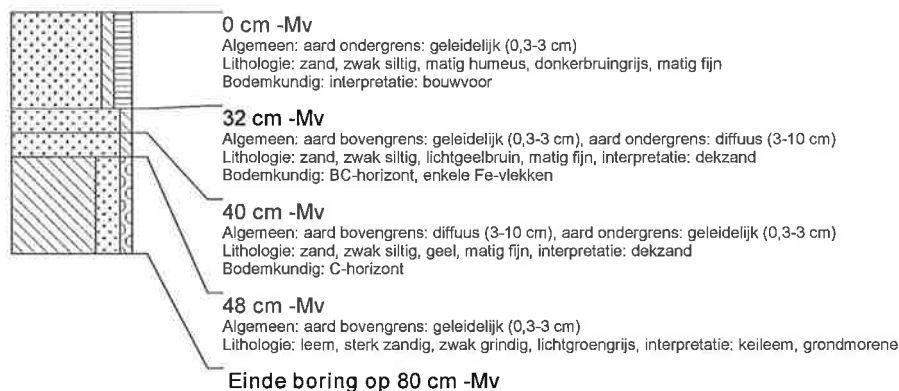 0 cm -Mv
Algemeen: aard ondergrens: geleidelijk (0,3-3 cm)
Lithologie: zand, zwak siltig, matig humeus, donkerbruingrijs, matig fijn
Bodemkundig: interpretatie: bouwvoor
32 cm -Mv
Algemeen: aard bovengrens: geleidelijk (0,3-3 cm), aard ondergrens: diffuus (3-10 cm)
Lithologie: zand, zwak siltig, lichtgeelbruin, matig fijn, interpretatie: dekzand
Bodemkundig: BC-horizont, enkele Fe-vlekken
40 cm -Mv
Algemeen: aard bovengrens: diffuus (3-10 cm), aard ondergrens: geleidelijk (0,3-3 cm)
Lithologie: zand, zwak siltig, geel, matig fijn, interpretatie: dekzand
Bodemkundig: C-horizont
48 cm -Mv
Algemeen: aard bovengrens: geleidelijk (0,3-3 cm)
Lithologie: leem, sterk zandig, zwak grindig, lichtgroengrijs, interpretatie: keileem, grondmorene
Einde boring op 80 cm -Mv